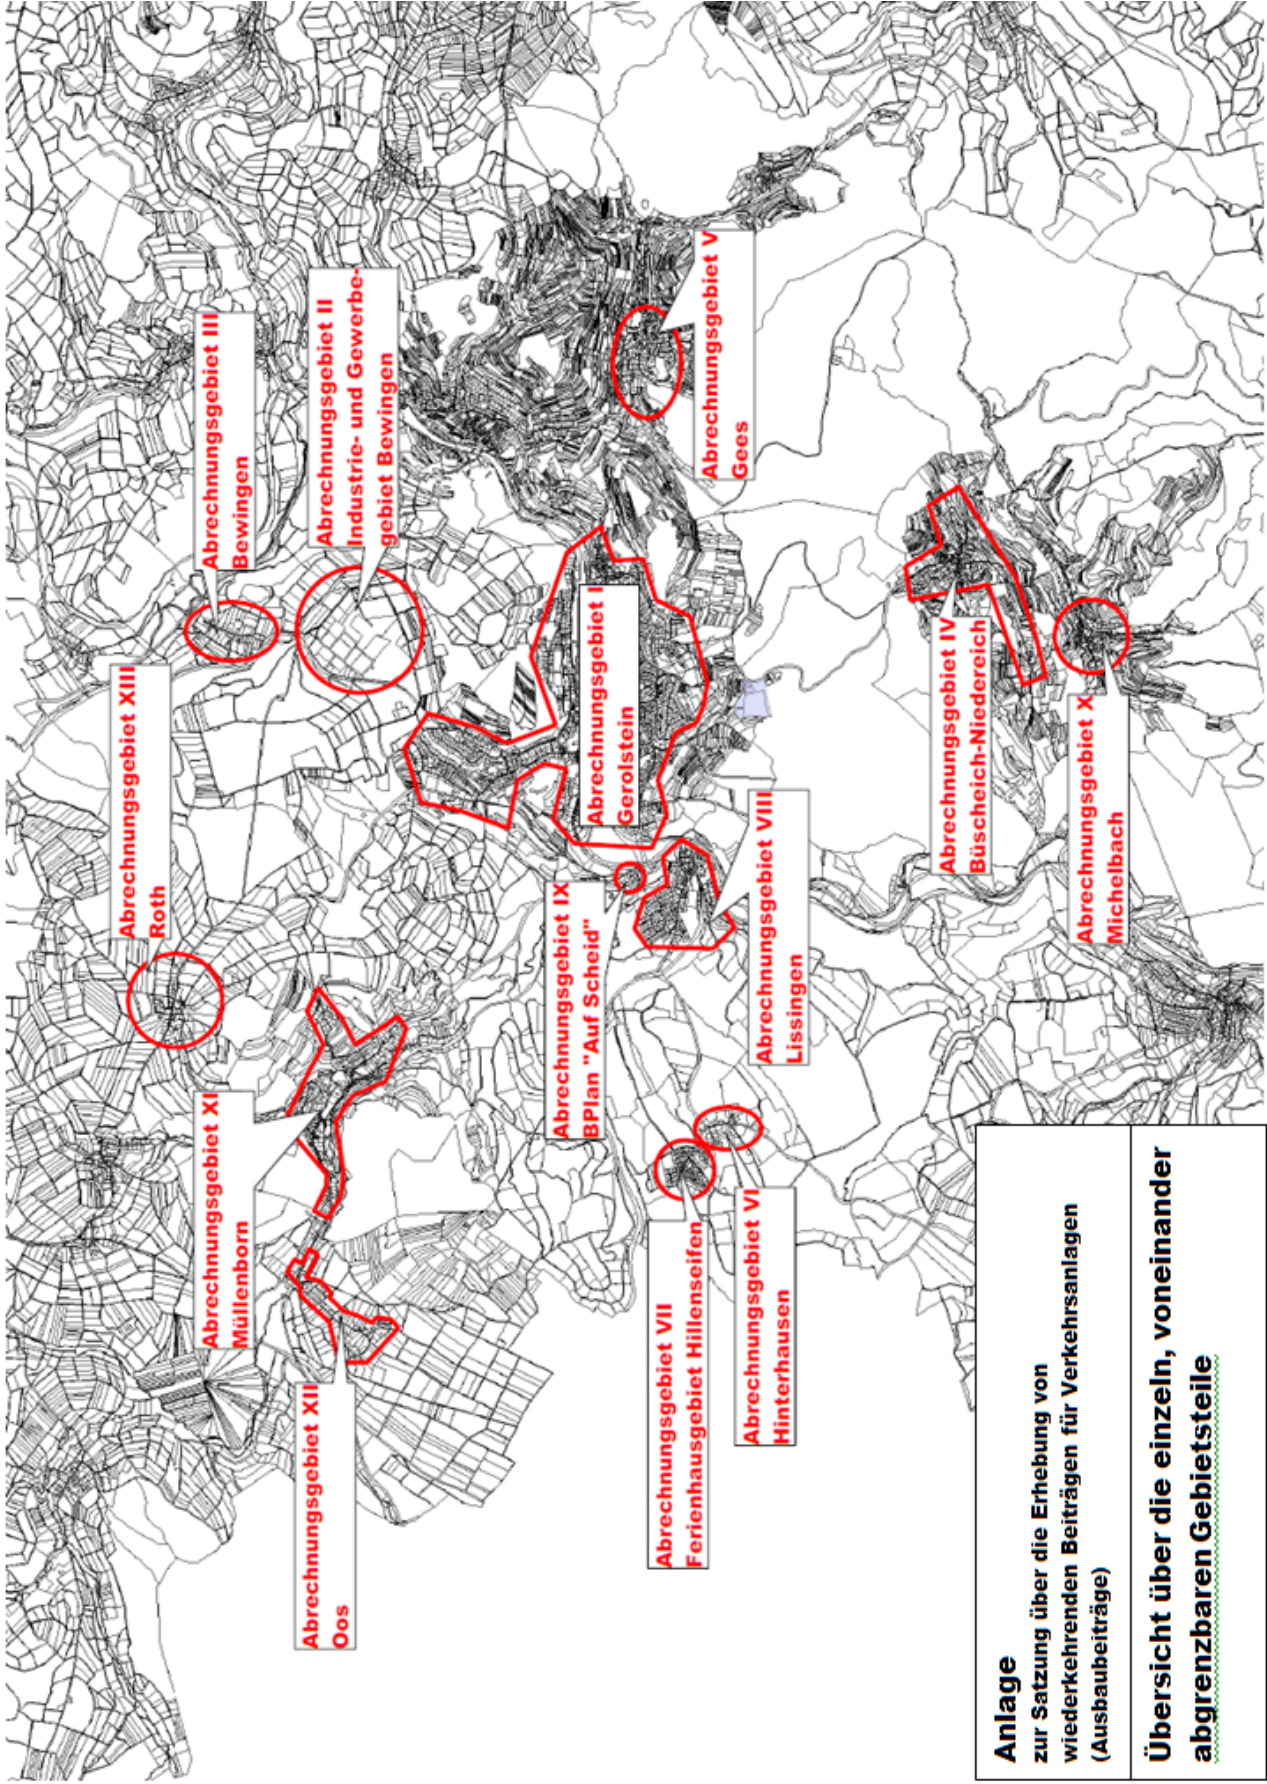 Abrechnungsgebiet III
Bewingen
Abrechnungsgebiet II
Industrie- und Gewerbe-
gebiet Bewingen
Abrechnungsgebiet V
Gees
Abrechnungsgebiet XIII
Roth
Abrechnungsgebiet I
Gerolstein
Abrechnungsgebiet IV
Büscheich-Niedereich
Abrechnungsgebiet X
Michelbach
Abrechnungsgebiet VIII
Lissingen
Abrechnungsgebiet IX
BPlan "Auf Scheid"
Abrechnungsgebiet XI
Müllenborn
Abrechnungsgebiet XII
Oos
Abrechnungsgebiet VII
Ferienhausgebiet Hillenseifen
Abrechnungsgebiet VI
Hinterhausen
Anlage
zur Satzung über die Erhebung von
wiederkehrenden Beiträgen für Verkehrsanlagen
(Ausbaubeiträge)
Übersicht über die einzeln, voneinander
abgrenzbaren Gebietsteile